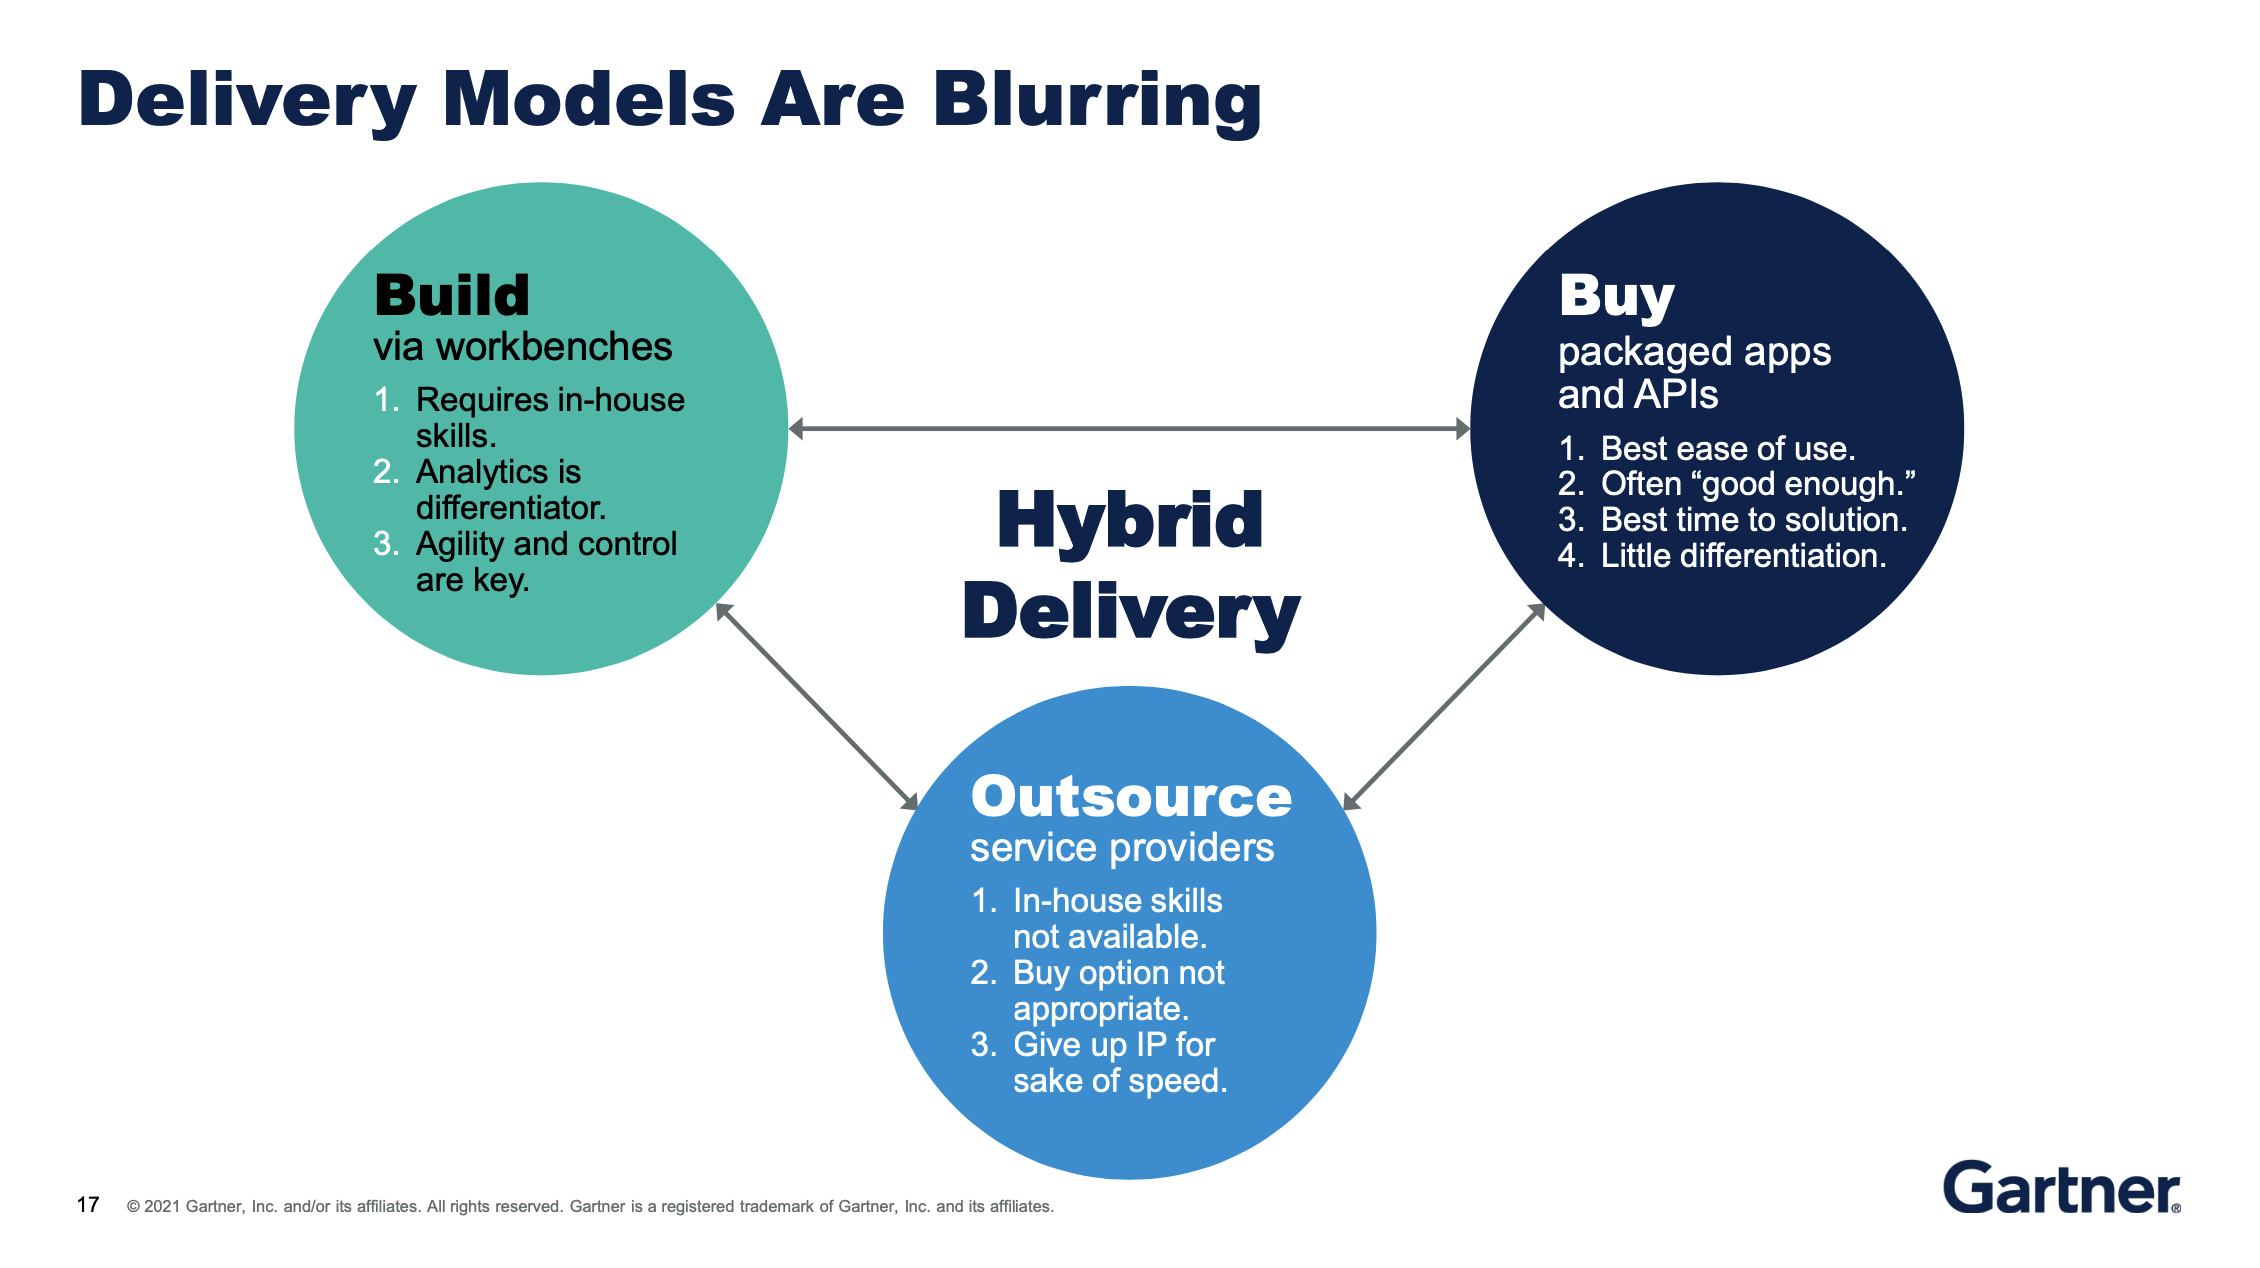 Delivery Models Are Blurring
Build
via workbenches
1. Requires in-house
skills.
2. Analytics is
differentiator.
3. Agility and control
are key.
Buy
packaged apps
and APIs
1. Best ease of use.
2. Often “good enough.”
3. Best time to solution.
4. Little differentiation.
Hybrid
Delivery
Outsource
service providers
1. In-house skills
not available.
2. Buy option not
appropriate.
3. Give up IP for
sake of speed.
17 © 2021 Gartner, Inc. and/or its affiliates. All rights reserved. Gartner is a registered trademark of Gartner, Inc. and its affiliates.
Gartner®